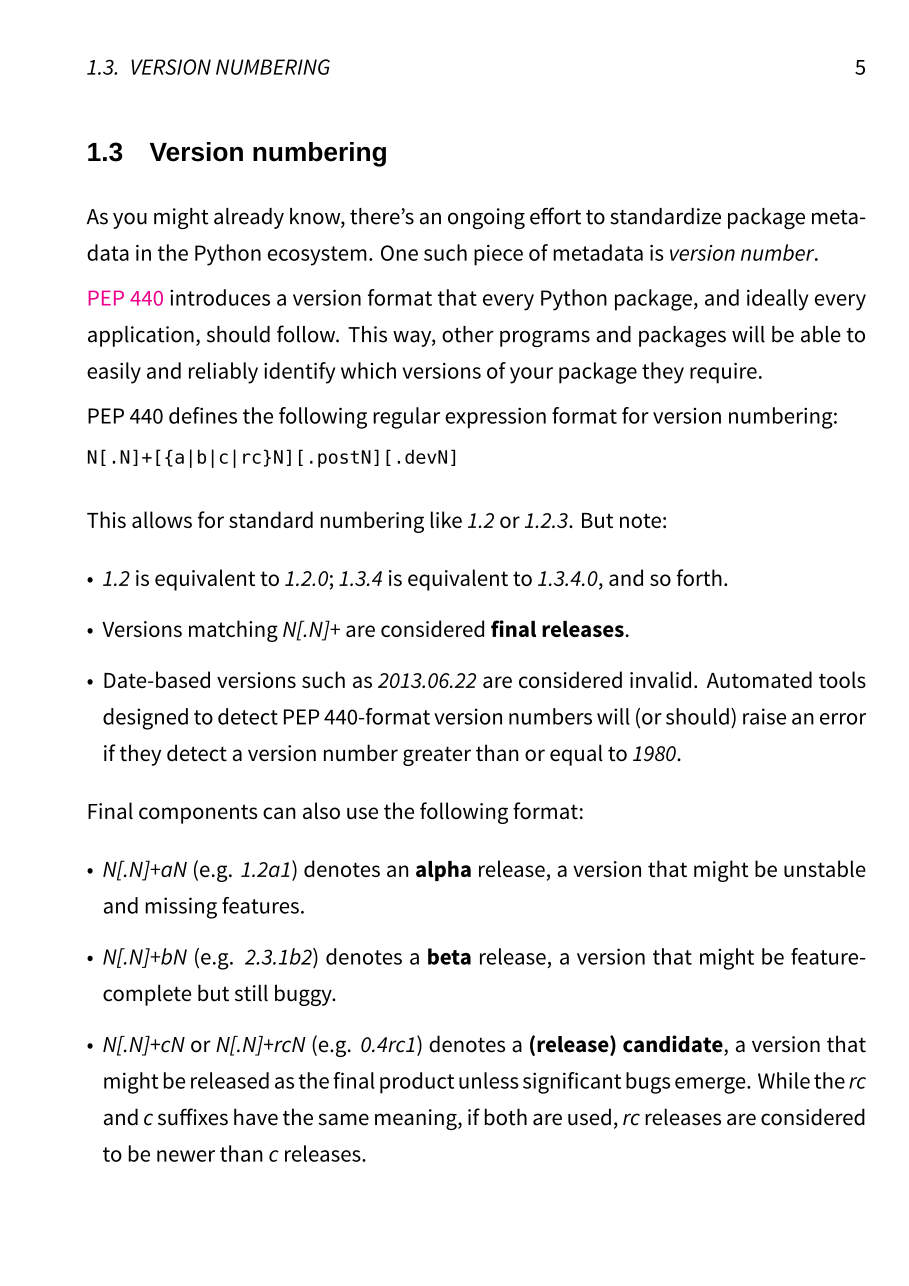 1.3. VERSION NUMBERING 5
1.3 Version numbering
As you might already know, there’s an ongoing effort to standardize package meta-
data in the Python ecosystem. One such piece of metadata is version number.
PEP 440 introduces a version format that every Python package, and ideally every
application, should follow. This way, other programs and packages will be able to
easily and reliably identify which versions of your package they require.
PEP 440 defines the following regular expression format for version numbering:
N[.N]+[{a|b|c|rc}N][.postN][.devN]
This allows for standard numbering like 1.2 or 1.2.3. But note:
• 1.2 is equivalent to 1.2.0; 1.3.4 is equivalent to 1.3.4.0, and so forth.
• Versions matching N[.N]+ are considered final releases.
• Date-based versions such as 2013.06.22 are considered invalid. Automated tools
designed to detect PEP 440-format version numbers will (or should) raise an error
if they detect a version number greater than or equal to 1980.
Final components can also use the following format:
• N[.N]+aN (e.g. 1.2a1) denotes an alpha release, a version that might be unstable
and missing features.
• N[.N]+bN (e.g. 2.3.1b2) denotes a beta release, a version that might be feature-
complete but still buggy.
• N[.N]+cN or N[.N]+rcN (e.g. 0.4rc1) denotes a (release) candidate, a version that
might be released as the final product unless significant bugs emerge. While the rc
and c suffixes have the same meaning, if both are used, rc releases are considered
to be newer than c releases.